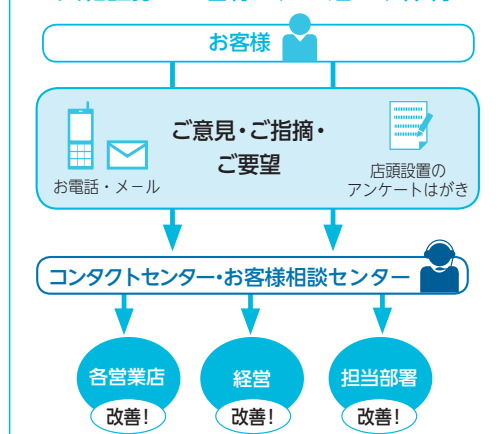 お客様
ご意見・ご指摘・
ご要望
お電話・メール
店頭設置の
アンケートはがき
コンタクトセンター・お客様相談センター
各営業店
経営
担当部署
改善!
改善!
改善!